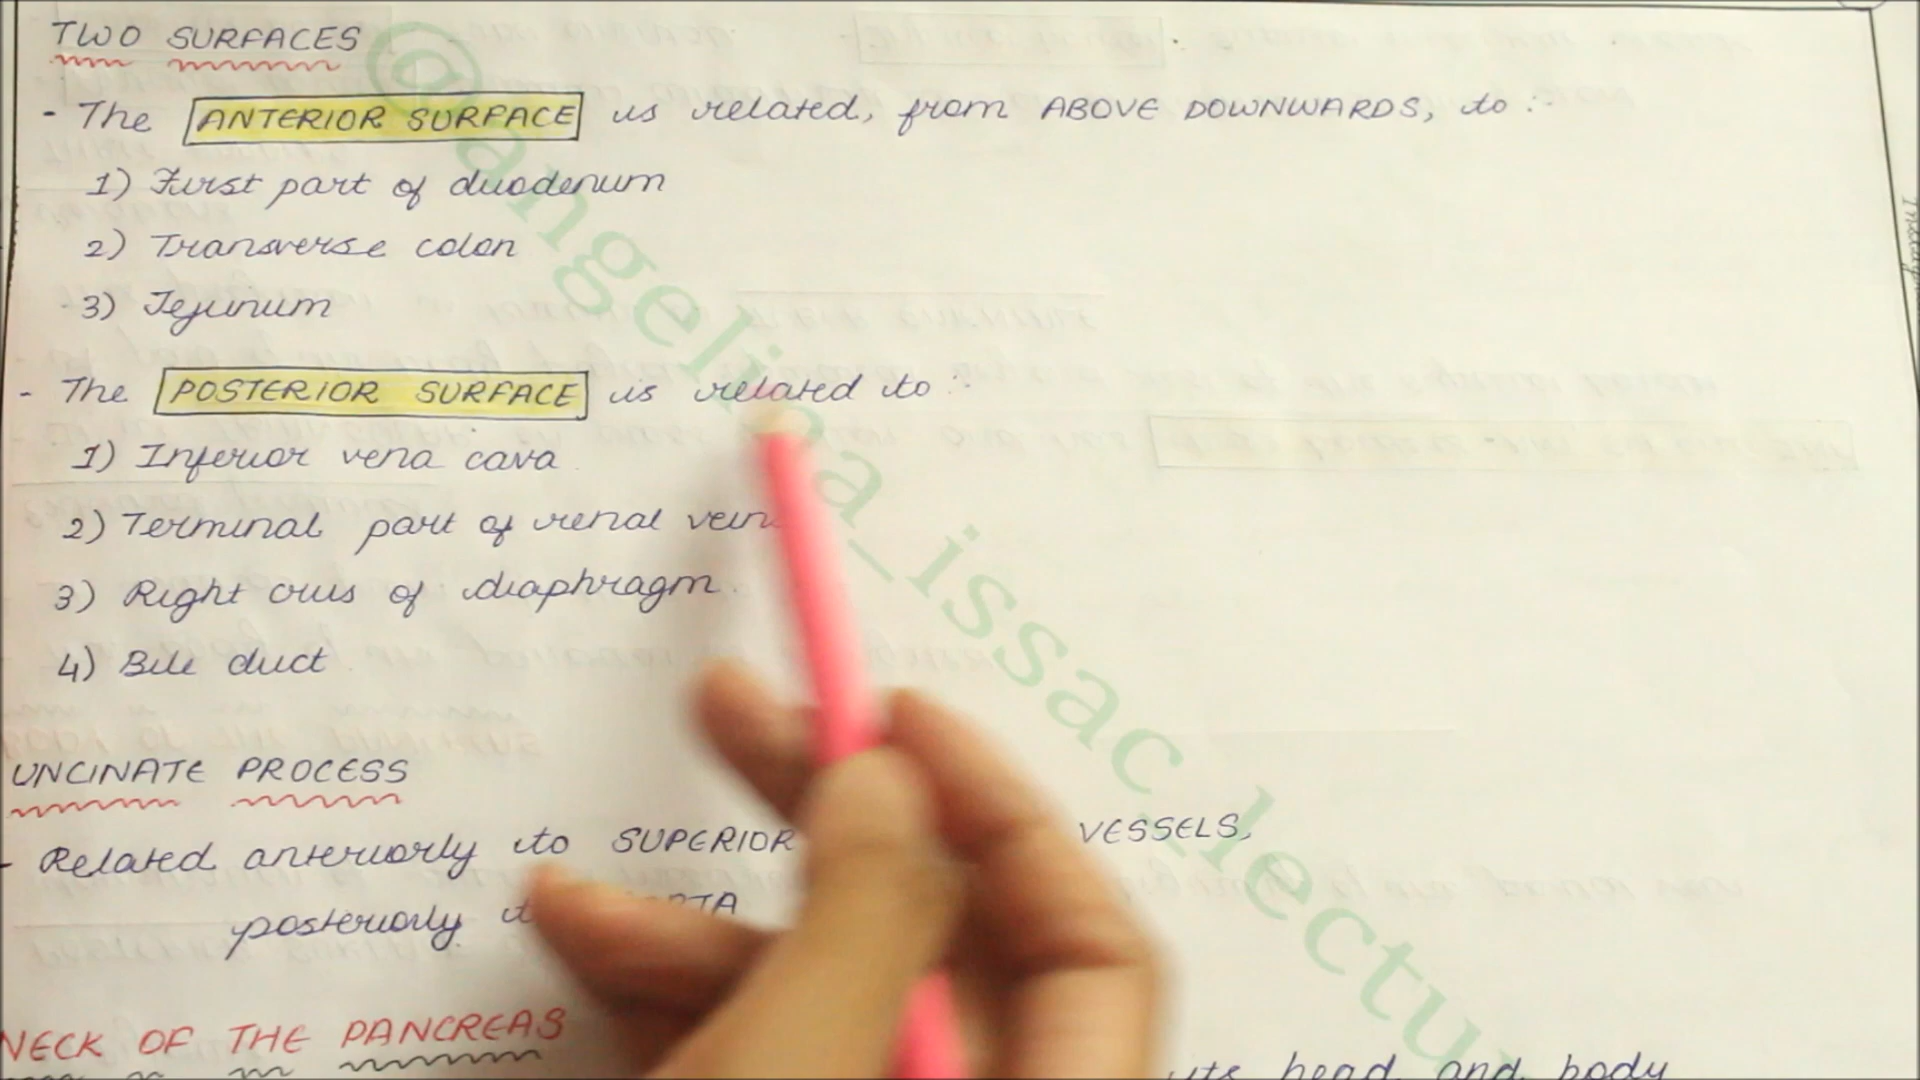 TWO SURFACES
- The ANTERIOR SURFACE is related, from ABOVE DOWNWARDS, to :-
1) First part of duodenum
2) Transverse colon
3) Jejunum
- The POSTERIOR SURFACE is related to :-
1) Inferior vena cava
2) Terminal part of renal vein
3) Right crus of diaphragm.
4) Bile duct
UNCINATE PROCESS
- Related anteriorly to SUPERIOR VESSELS,
posteriorly
NECK OF THE PANCREAS
its head and body
@angelina_issac_lectu